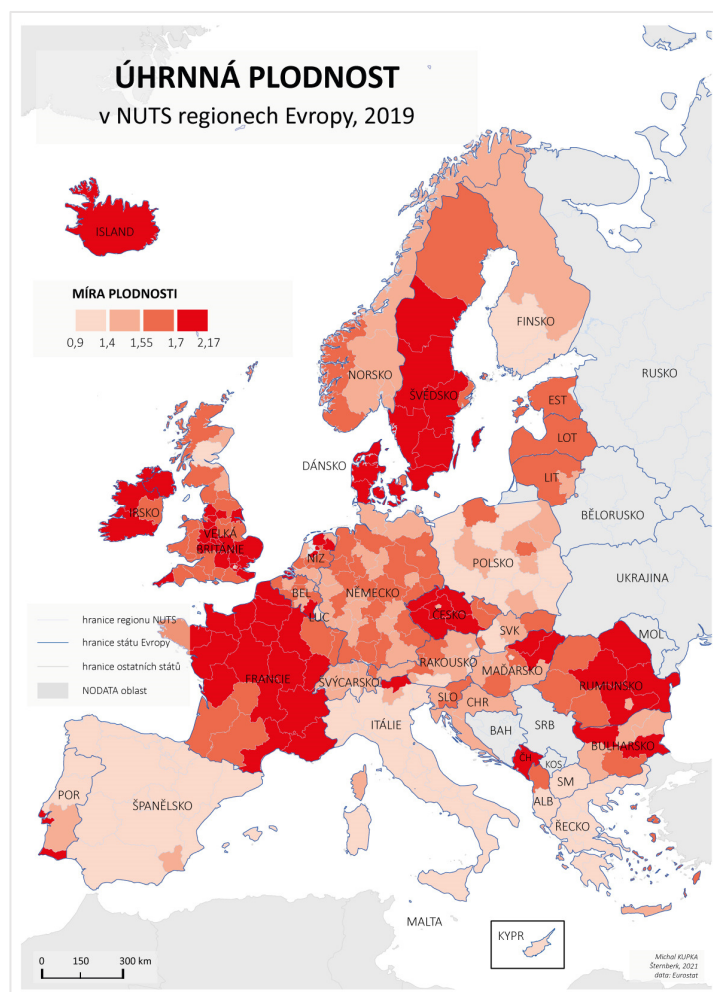 ÚHRNNÁ PLODNOST
v NUTS regionech Evropy, 2019
ISLAND
MÍRA PLODNOSTI
0,9 1,4 1,55 1,7 2,17
FINSKO
NORSKO
ŠVÉDSKO
RUSKO
EST
LOT
DÁNSKO
LIT
BĚLORUSKO
IRSKO
VELKÁ
BRITÁNIE
NIZ
POLSKO
UKRAJINA
BEL
NĚMECKO
LUC
ČESKO
hranice regionu NUTS
hranice státu Evropy
hranice ostatních států
NODATA oblast
SVK
MOL
RAKOUSKO
MAĎARSKO
FRANCIE
ŠVÝCARSKO
RUMUNSKO
SLO
CHR
ITÁLIE
BAH
SRB
BULHARSKO
ČH
KOS
POR
ŠPANĚLSKO
SM
ALB
ŘECKO
MALTA
KYPR
0 150 300 km
Michal KUPKA
Šternberk, 2021
data: Eurostat